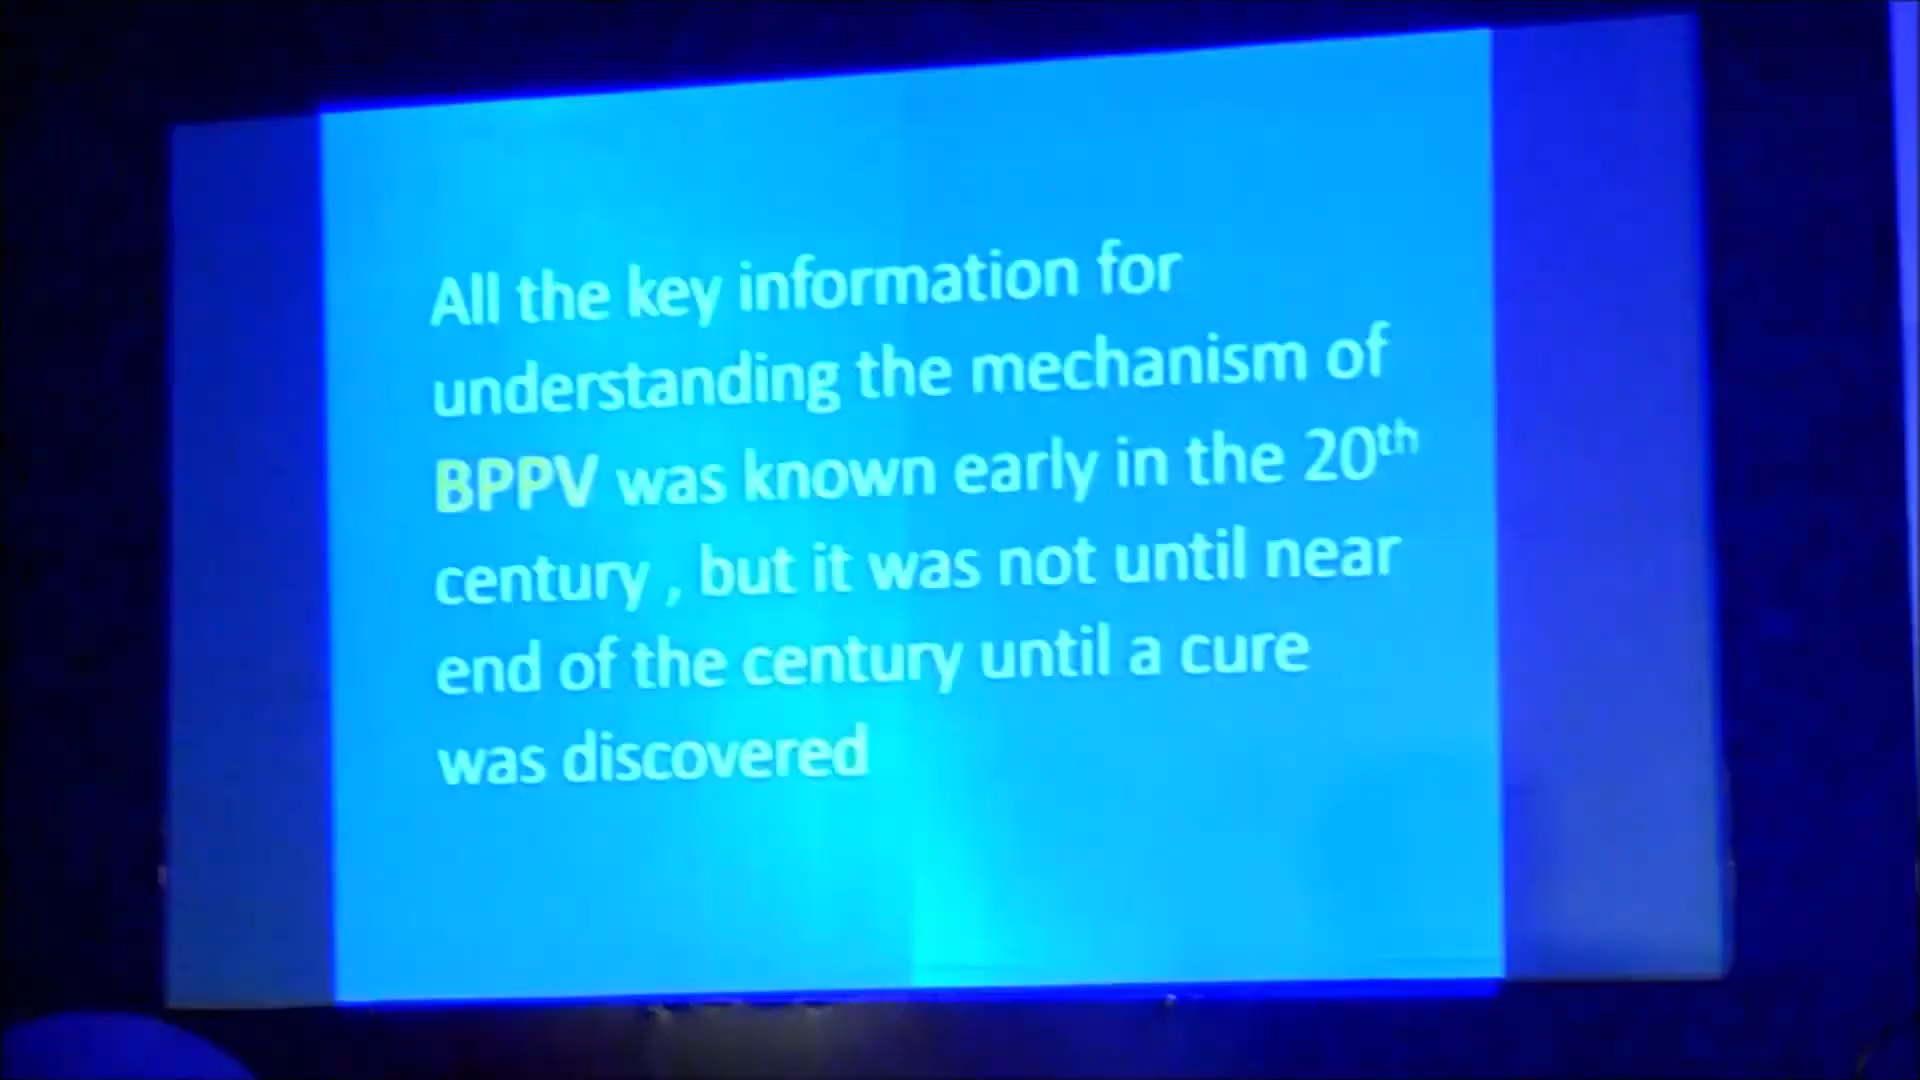 All the key information for
understanding the mechanism of
BPPV was known early in the 20th
century , but it was not until near
end of the century until a cure
was discovered